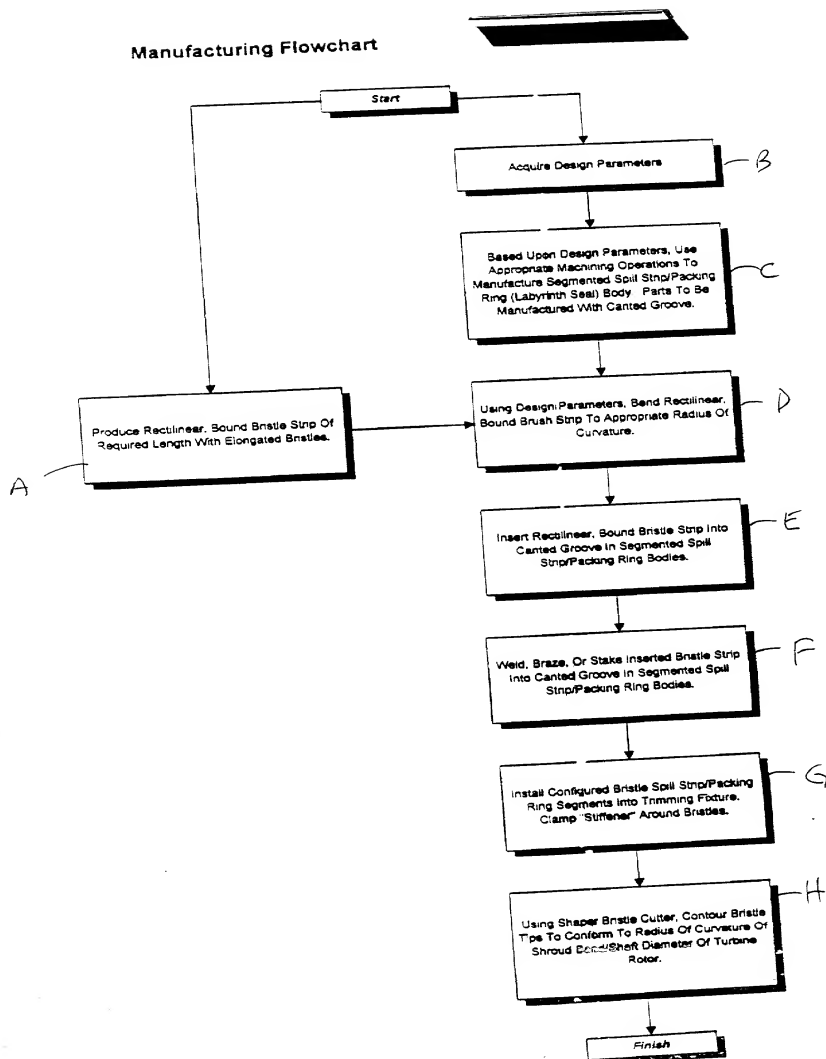 Manufacturing Flowchart
Start
Acquire Design Parameters
B
Based Upon Design Parameters, Use
Appropriate Machining Operations To
Manufacture Segmented Spill Strip/Packing
Ring (Labyrinth Seal) Body Parts To Be
Manufactured With Canted Groove.
C
Produce Rectilinear, Bound Bristle Strip Of
Required Length With Elongated Bristles.
A
Using Design Parameters, Bend Rectilinear,
Bound Brush Strip To Appropriate Radius Of
Curvature.
D
Insert Rectilinear, Bound Bristle Strip Into
Canted Groove In Segmented Spill
Strip/Packing Ring Bodies.
E
Weld, Braze, Or Stake Inserted Bristle Strip
Into Canted Groove In Segmented Spill
Strip/Packing Ring Bodies.
F
Install Configured Bristle Spill Strip/Packing
Ring Segments Into Trimming Fixture.
Clamp "Stiffener" Around Bristles.
G
Using Shaper Bristle Cutter, Contour Bristle
Tips To Conform To Radius Of Curvature Of
Shroud Band/Shaft Diameter Of Turbine
Rotor.
H
Finish